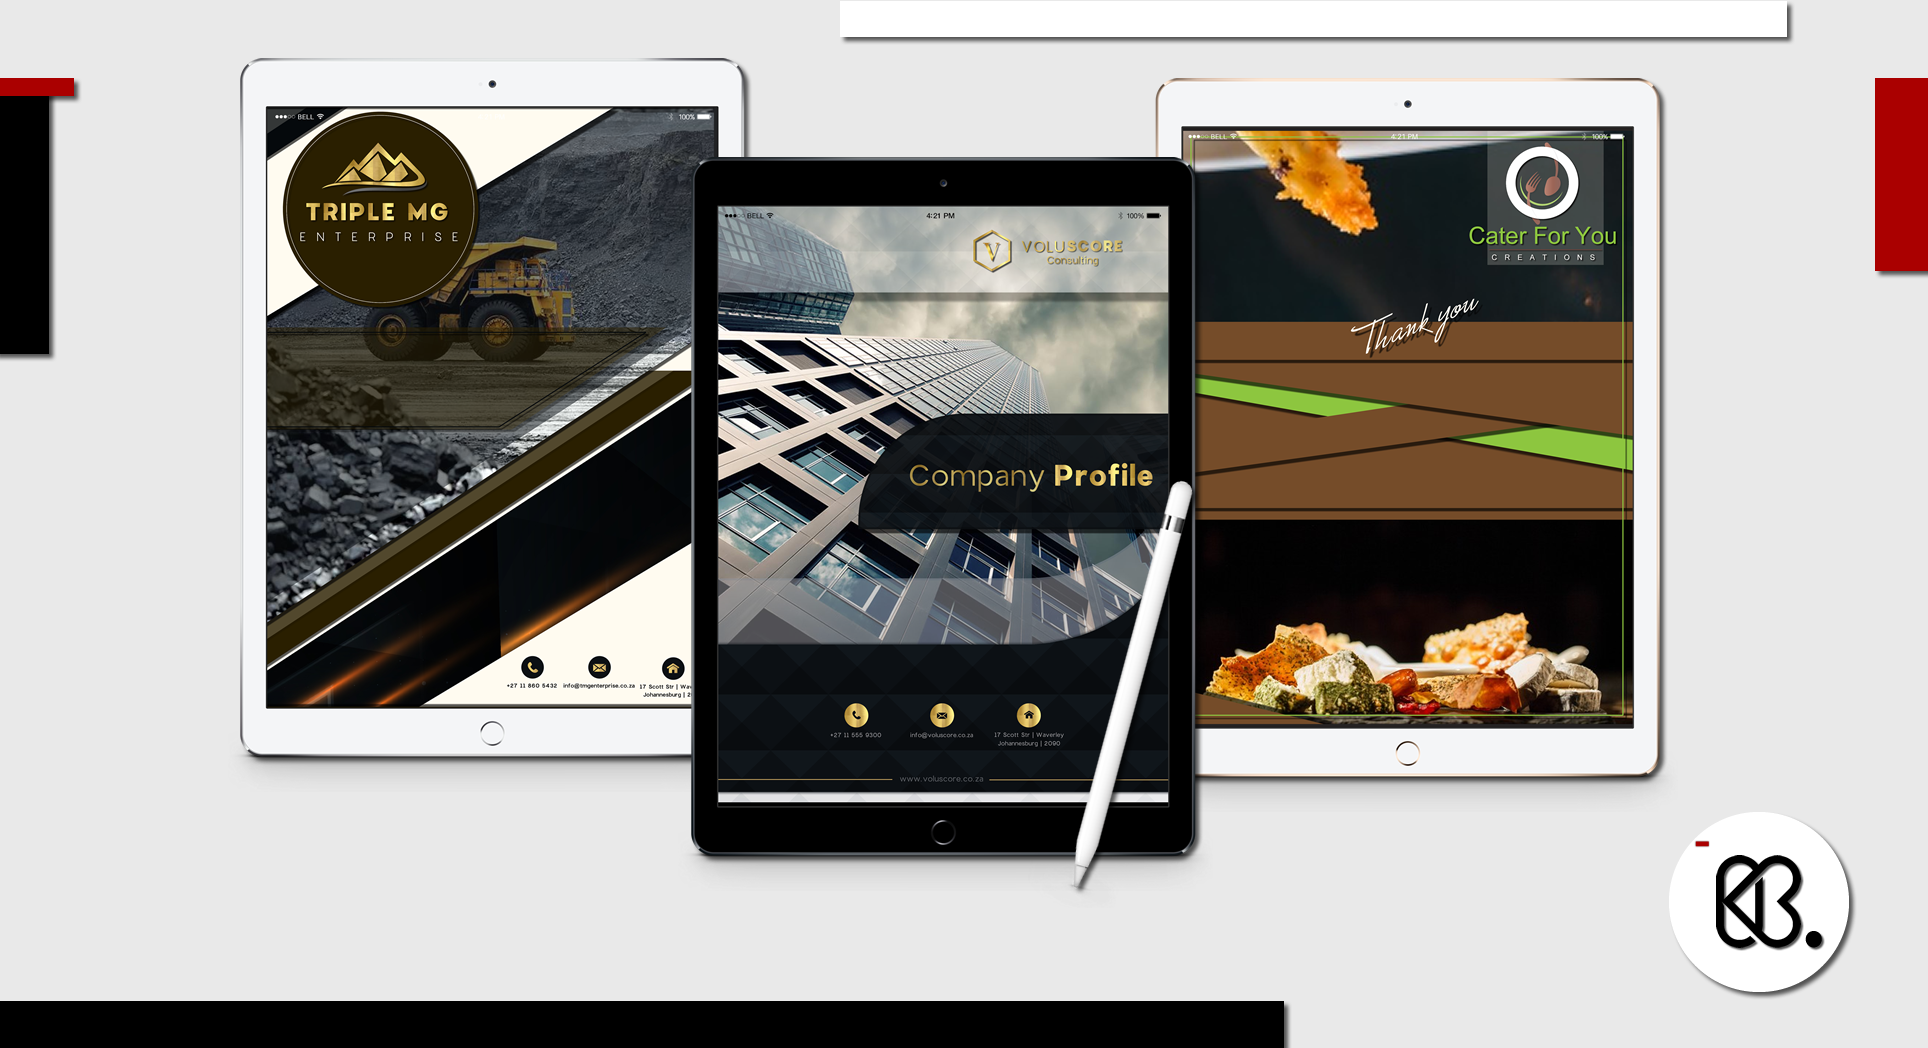 BELL
100%
TRIPLE MG
ENTERPRISE
+27 11 860 5432
info@tmgenterprise.co.za
17 Scott Str | Wav
Johannesburg | 2
BELL
4:21 PM
100%
V
VOLUSCORE
Consulting
Company Profile
+27 11 555 9300
info@voluscore.co.za
17 Scott Str | Waverley
Johannesburg | 2090
www.voluscore.co.za
BELL
4:21 PM
100%
Cater For You
CREATIONS
Thank you
KB.